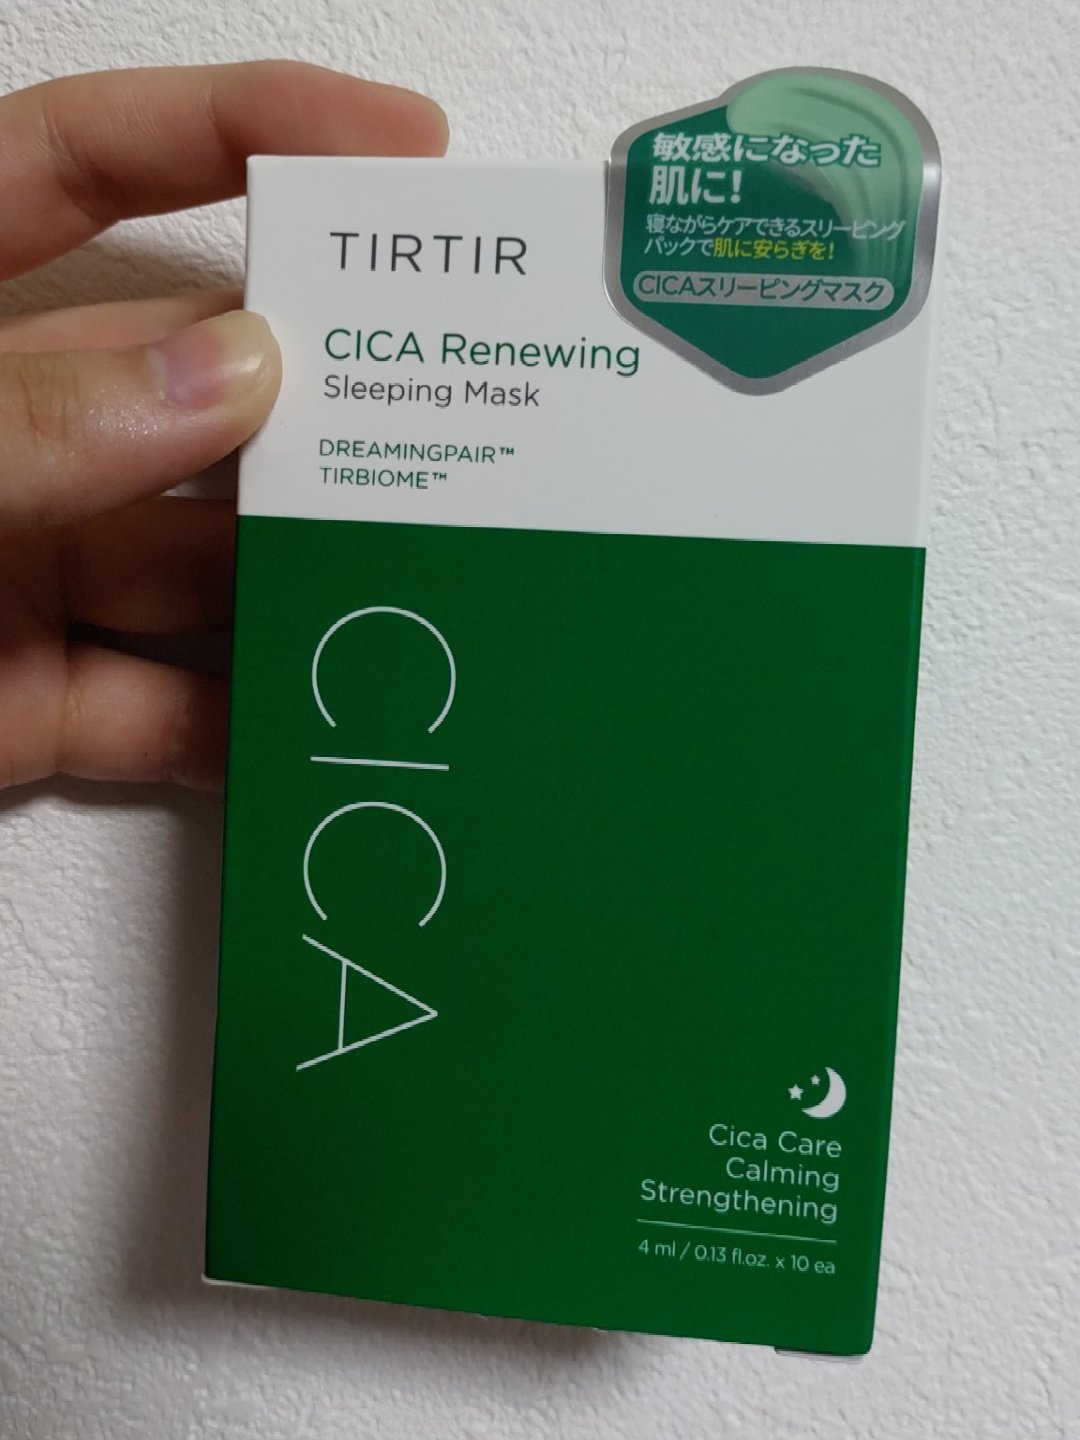 敏感になった
肌に!
寝ながらケアできるスリーピング
パックで肌に安らぎを!
CICAスリーピングマスク
TIRTIR
CICA Renewing
Sleeping Mask
DREAMINGPAIR™
TIRBIOME™
CICA
Cica Care
Calming
Strengthening
4 ml / 0.13 fl.oz. x 10 ea